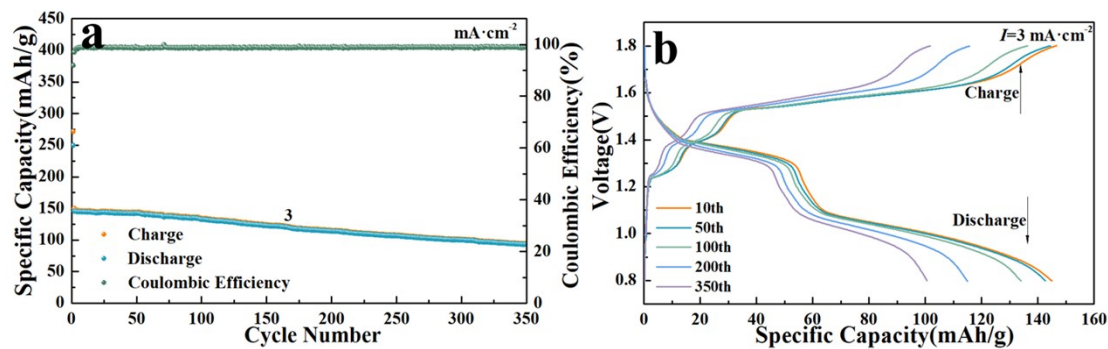 a
mA·cm-2
Specific Capacity(mAh/g)
450
400
350
300
250
200
150
100
50
0
3
Charge
Discharge
Coulombic Efficiency
100
80
60
40
20
0
Coulombic Efficiency(%)
0 50 100 150 200 250 300 350
Cycle Number
b
I=3 mA·cm-2
Voltage(V)
1.8
1.6
1.4
1.2
1.0
0.8
Charge
Discharge
10th
50th
100th
200th
350th
0 20 40 60 80 100 120 140 160
Specific Capacity(mAh/g)